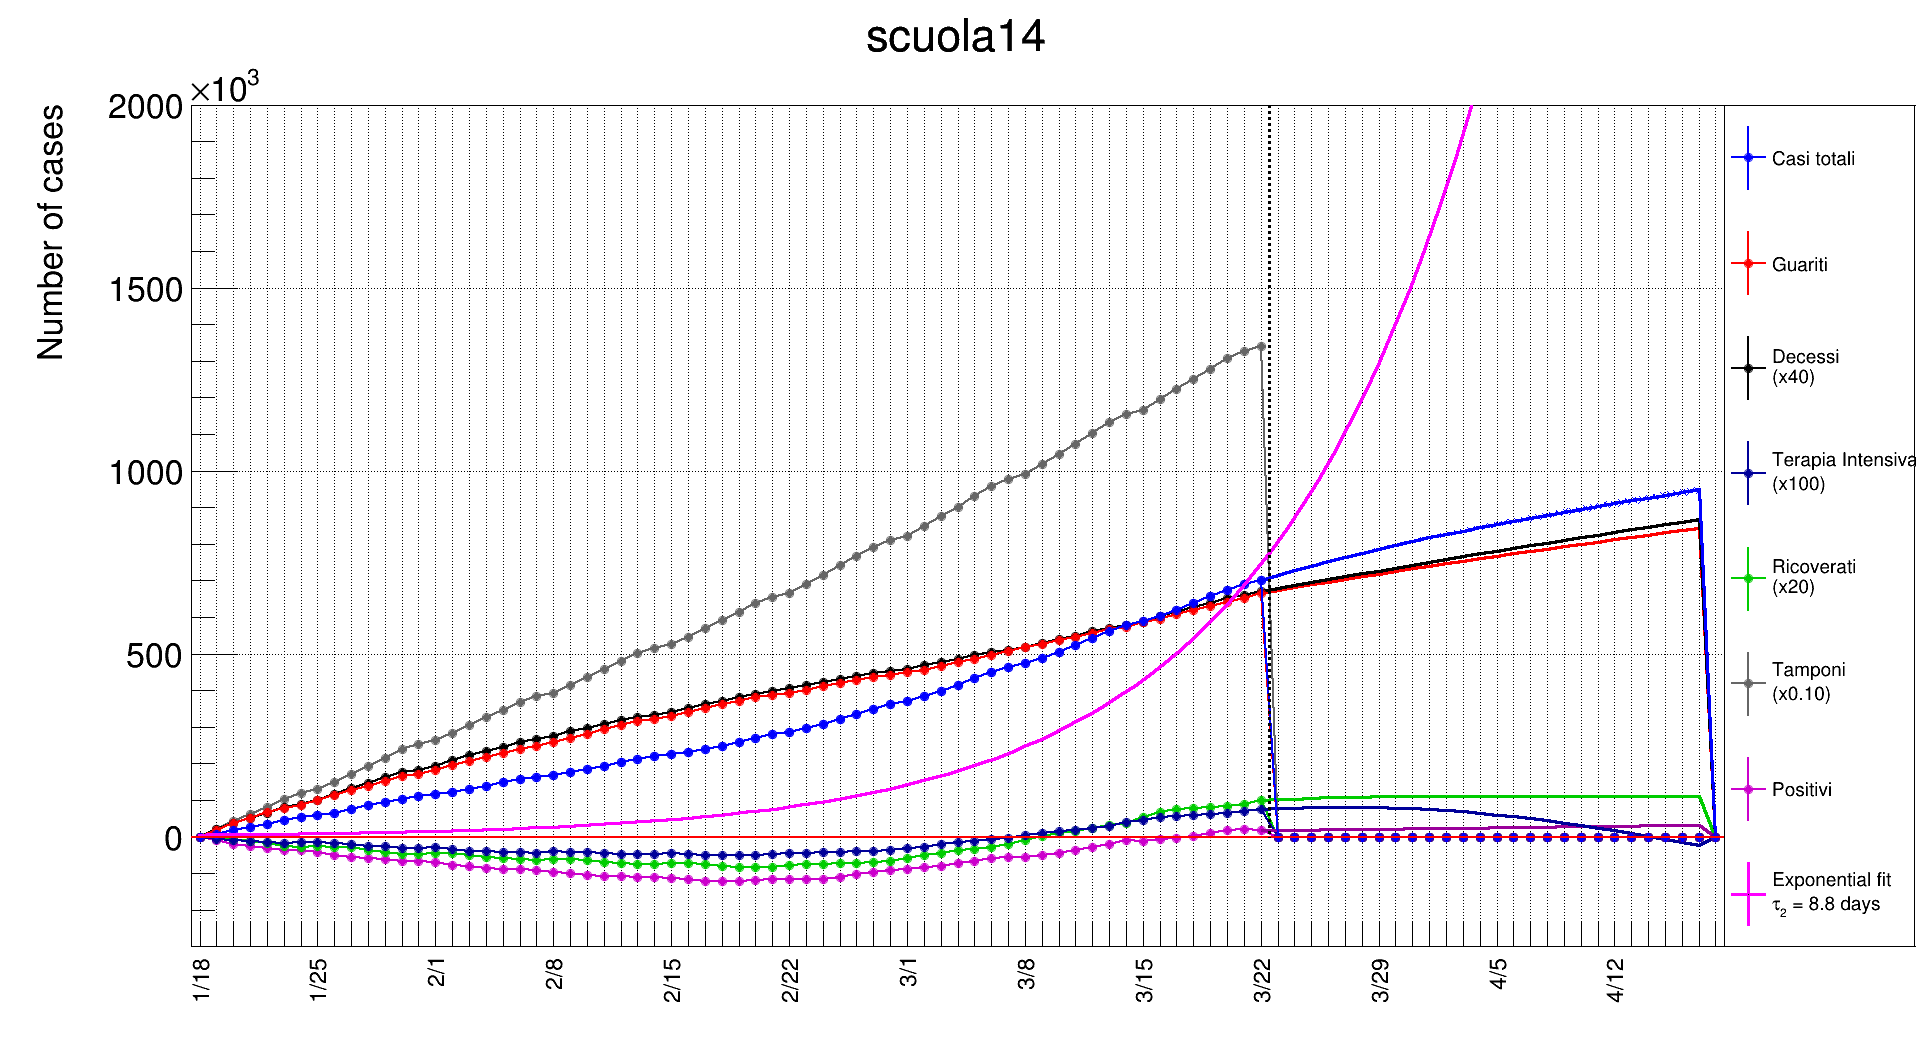 scuola14
×10³
Number of cases
2000
1500
1000
500
0
1/18
1/25
2/1
2/8
2/15
2/22
3/1
3/8
3/15
3/22
3/29
4/5
4/12
Casi totali
Guariti
Decessi
(x40)
Terapia Intensiva
(x100)
Ricoverati
(x20)
Tamponi
(x0.10)
Positivi
Exponential fit
τ₂ = 8.8 days